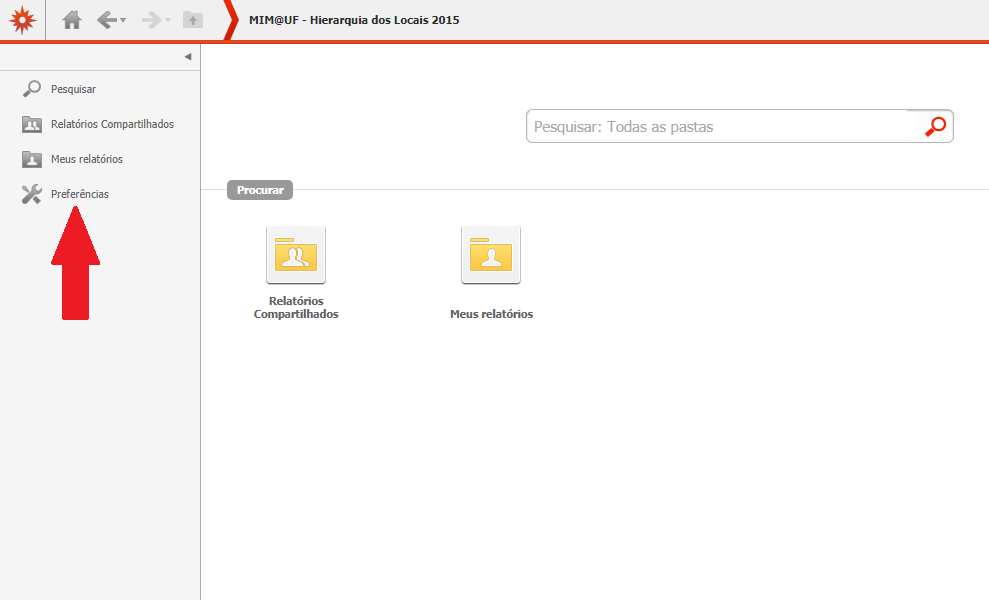 MIM@UF - Hierarquia dos Locais 2015
Pesquisar
Relatórios Compartilhados
Meus relatórios
Preferências
Pesquisar: Todas as pastas
Procurar
Relatórios
Compartilhados
Meus relatórios